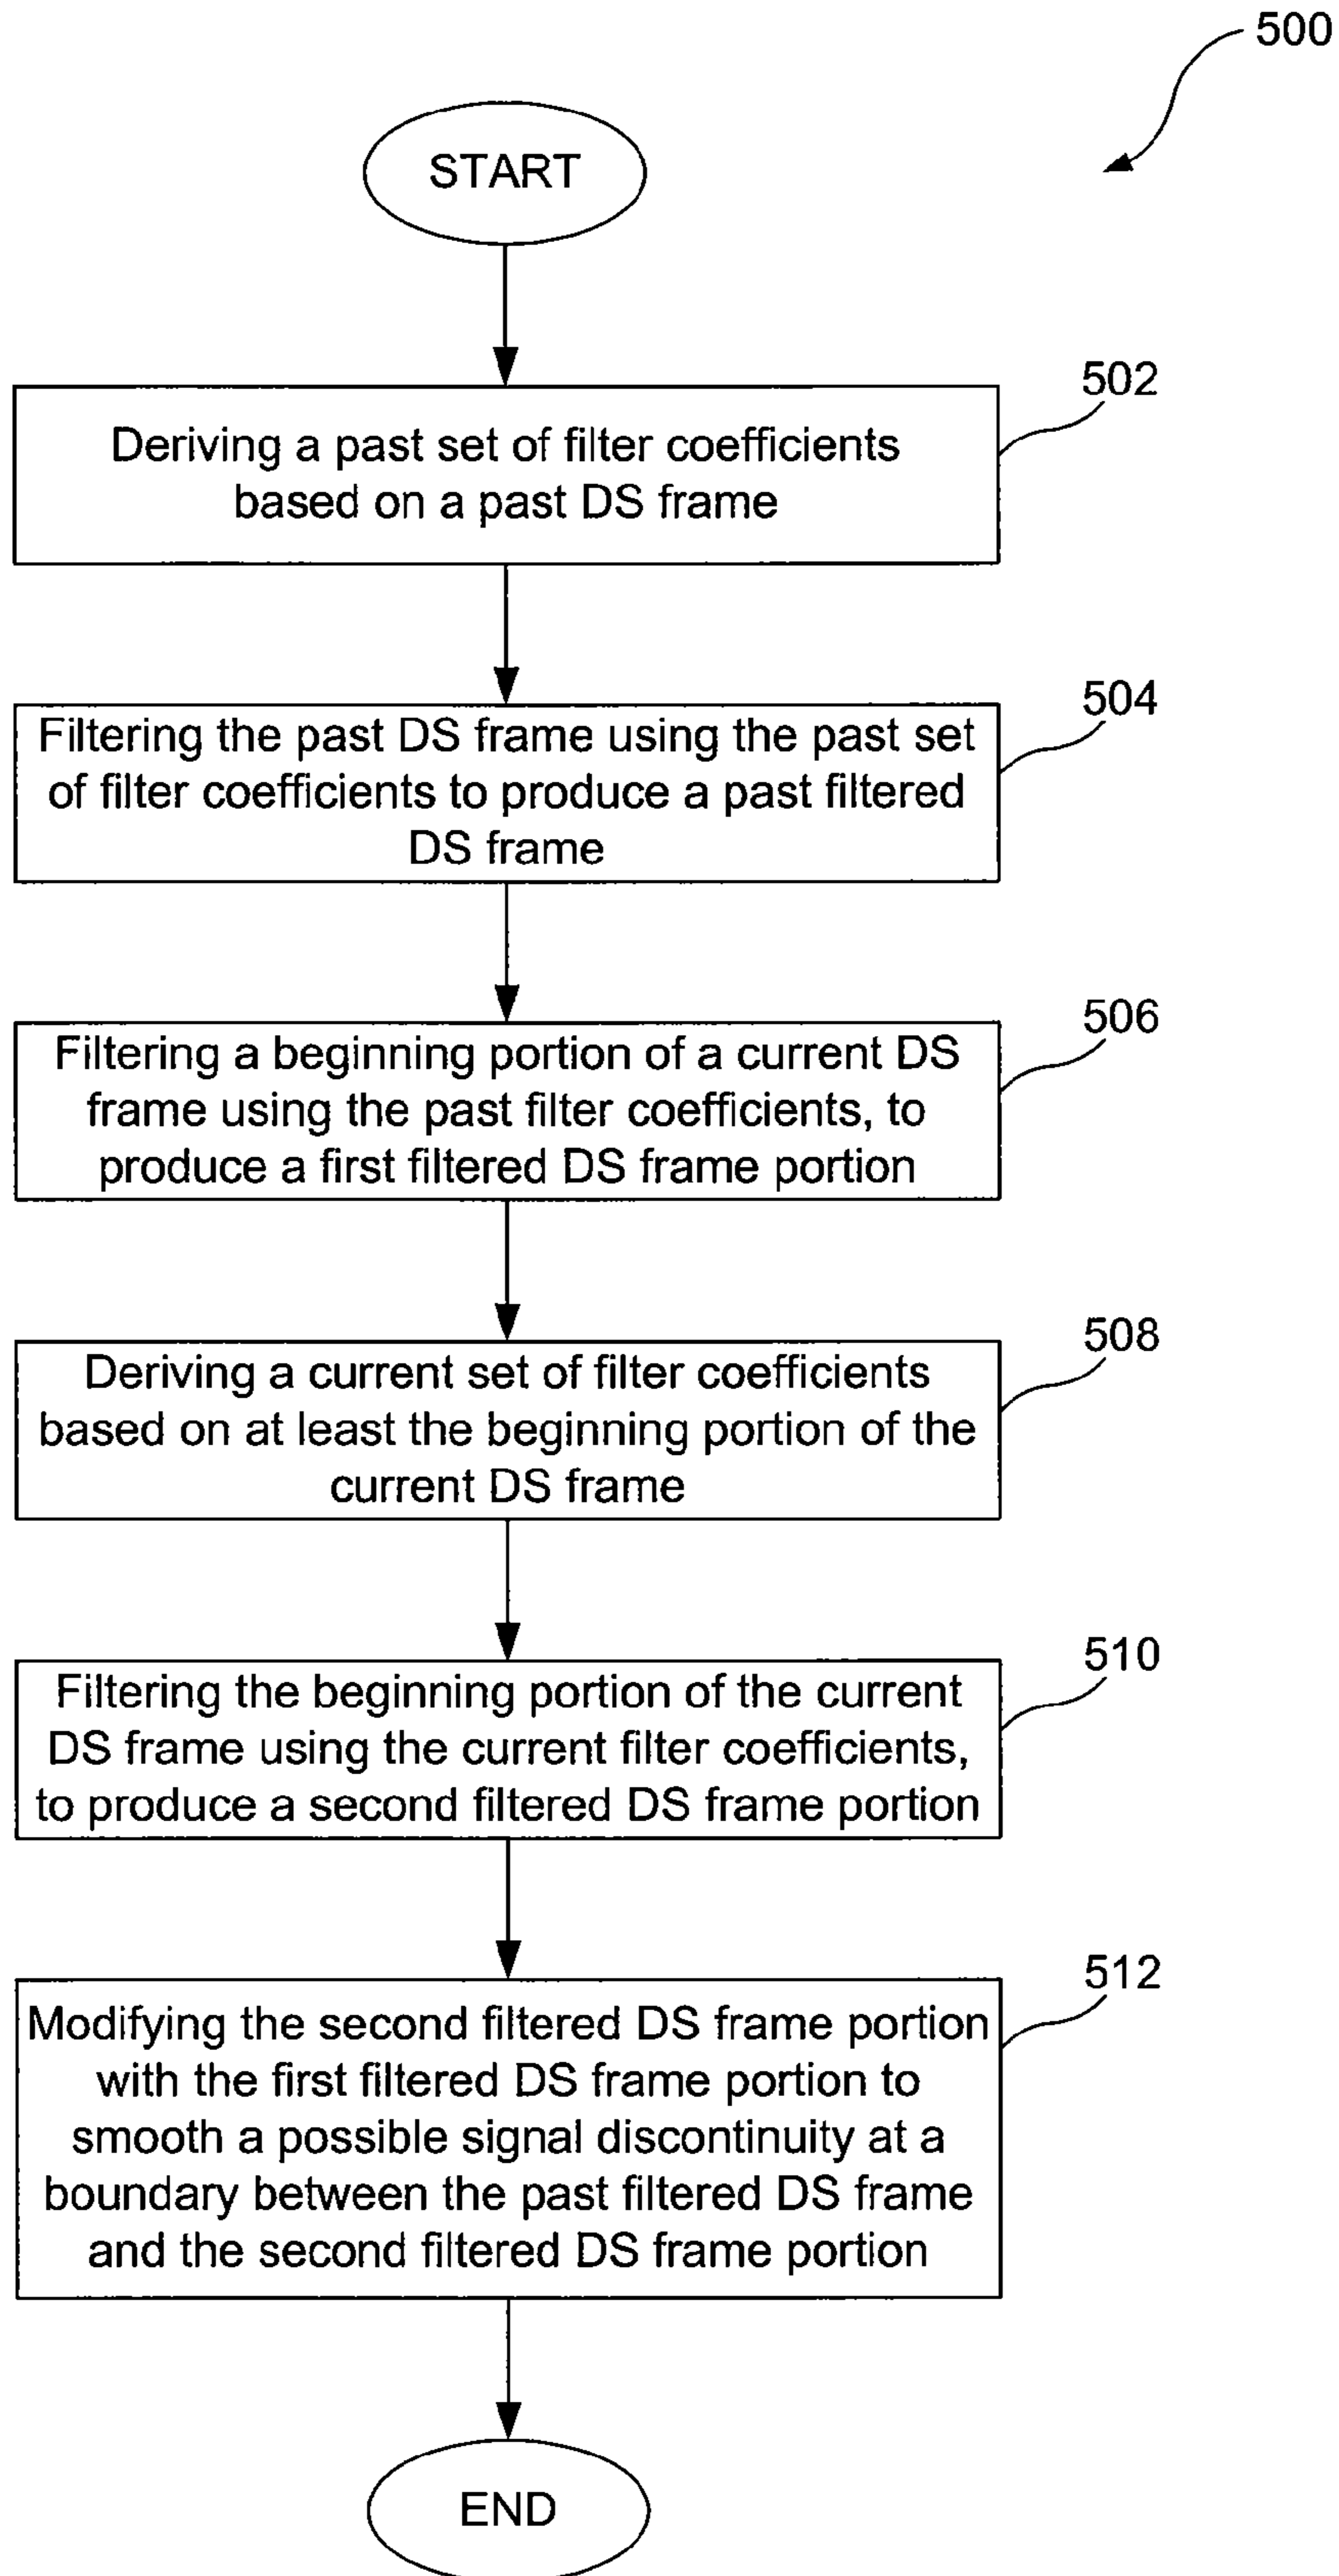 500
START
502
Deriving a past set of filter coefficients
based on a past DS frame
504
Filtering the past DS frame using the past set
of filter coefficients to produce a past filtered
DS frame
506
Filtering a beginning portion of a current DS
frame using the past filter coefficients, to
produce a first filtered DS frame portion
508
Deriving a current set of filter coefficients
based on at least the beginning portion of the
current DS frame
510
Filtering the beginning portion of the current
DS frame using the current filter coefficients,
to produce a second filtered DS frame portion
512
Modifying the second filtered DS frame portion
with the first filtered DS frame portion to
smooth a possible signal discontinuity at a
boundary between the past filtered DS frame
and the second filtered DS frame portion
END